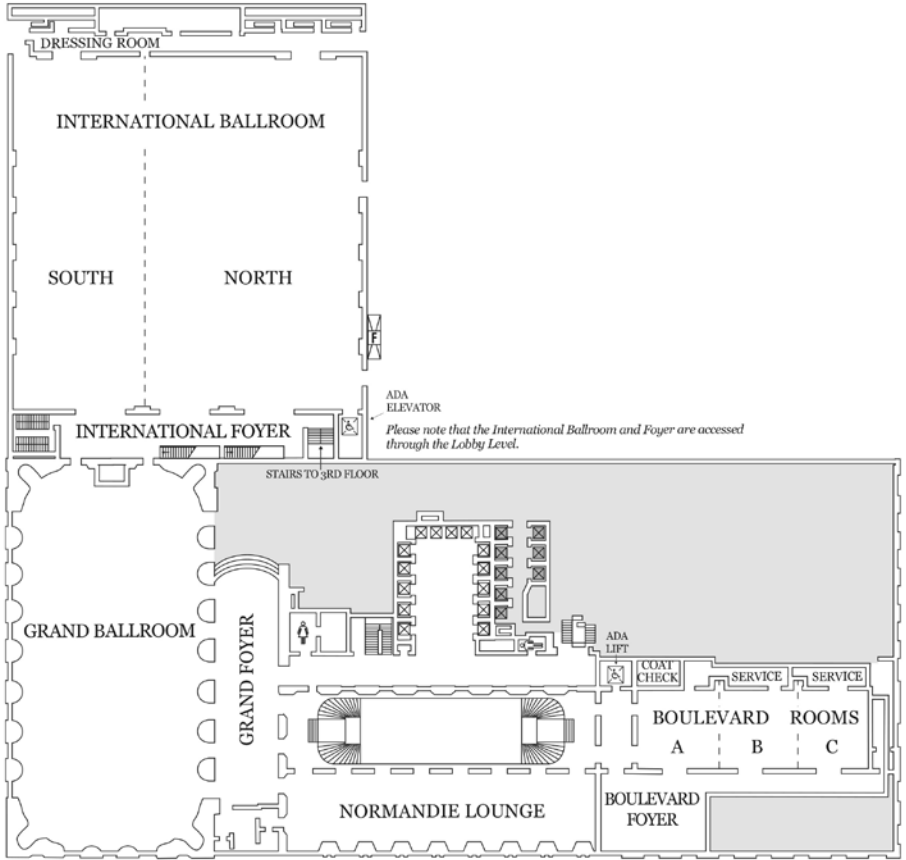 DRESSING ROOM
INTERNATIONAL BALLROOM
SOUTH
NORTH
F
ADA
ELEVATOR
INTERNATIONAL FOYER
Please note that the International Ballroom and Foyer are accessed
through the Lobby Level.
STAIRS TO 3RD FLOOR
GRAND BALLROOM
GRAND FOYER
ADA
LIFT
COAT
CHECK
SERVICE
SERVICE
BOULEVARD ROOMS
A B C
NORMANDIE LOUNGE
BOULEVARD
FOYER